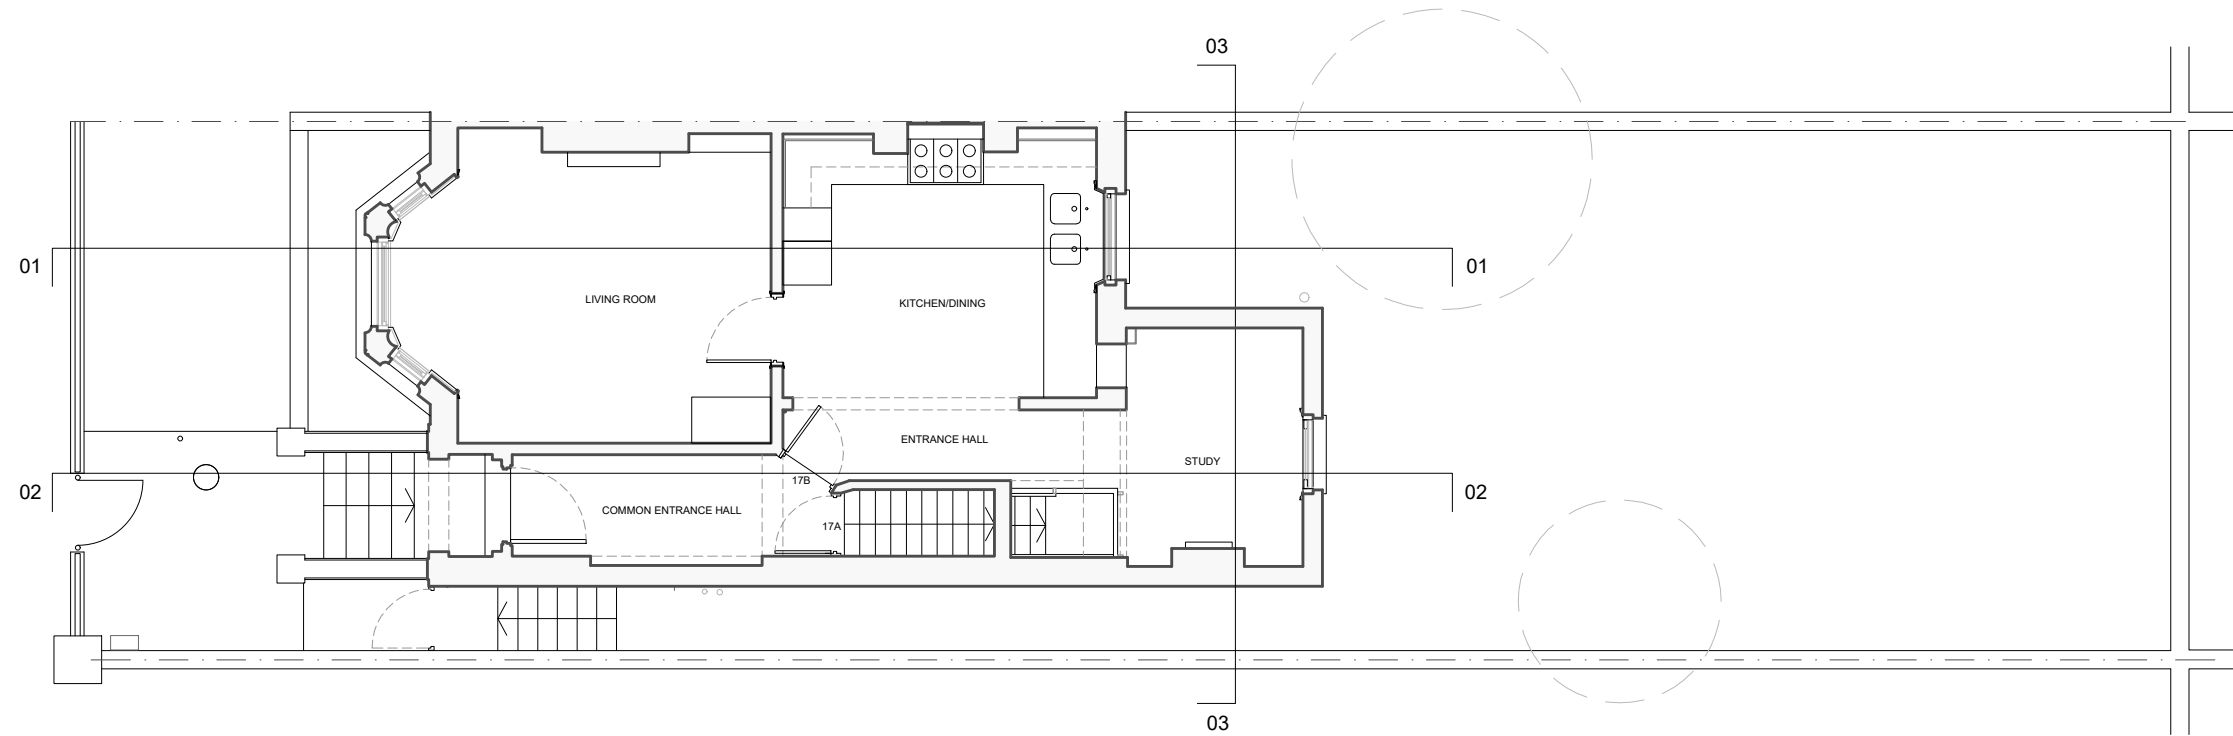 03
01
01
LIVING ROOM
KITCHEN/DINING
ENTRANCE HALL
STUDY
02
17B
02
COMMON ENTRANCE HALL
17A
03